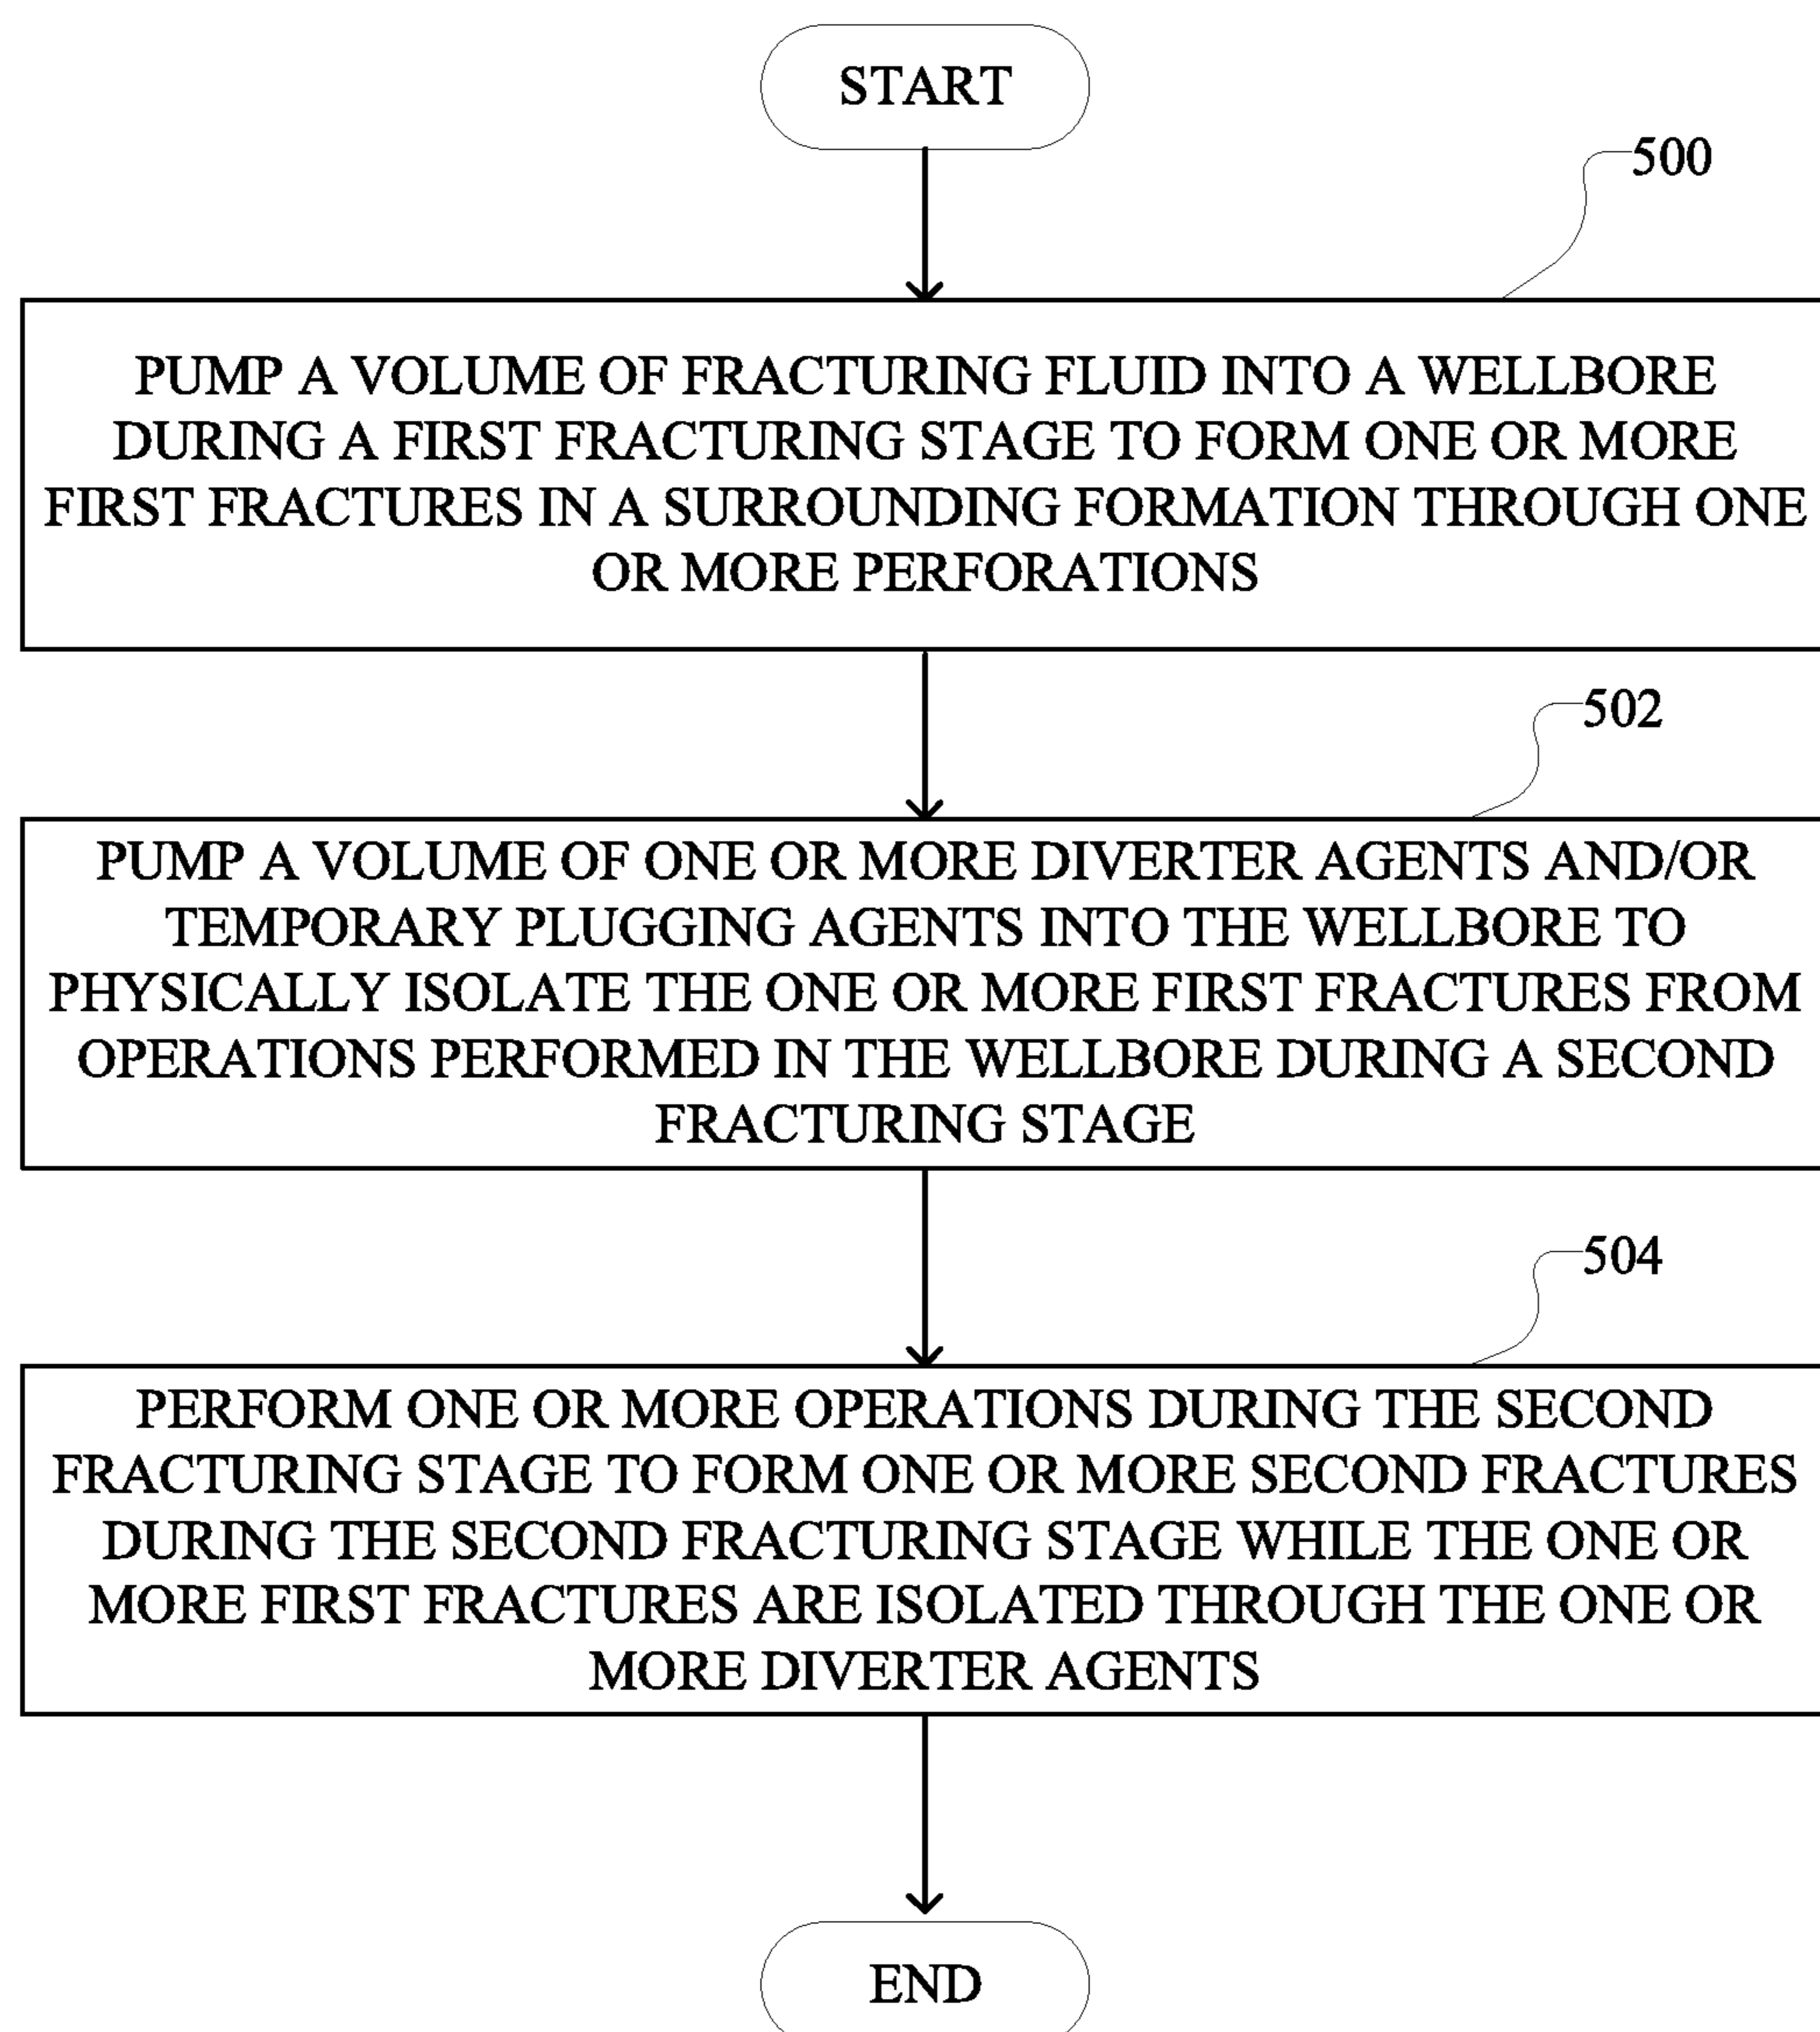 START
500
PUMP A VOLUME OF FRACTURING FLUID INTO A WELLBORE
DURING A FIRST FRACTURING STAGE TO FORM ONE OR MORE
FIRST FRACTURES IN A SURROUNDING FORMATION THROUGH ONE
OR MORE PERFORATIONS
502
PUMP A VOLUME OF ONE OR MORE DIVERTER AGENTS AND/OR
TEMPORARY PLUGGING AGENTS INTO THE WELLBORE TO
PHYSICALLY ISOLATE THE ONE OR MORE FIRST FRACTURES FROM
OPERATIONS PERFORMED IN THE WELLBORE DURING A SECOND
FRACTURING STAGE
504
PERFORM ONE OR MORE OPERATIONS DURING THE SECOND
FRACTURING STAGE TO FORM ONE OR MORE SECOND FRACTURES
DURING THE SECOND FRACTURING STAGE WHILE THE ONE OR
MORE FIRST FRACTURES ARE ISOLATED THROUGH THE ONE OR
MORE DIVERTER AGENTS
END